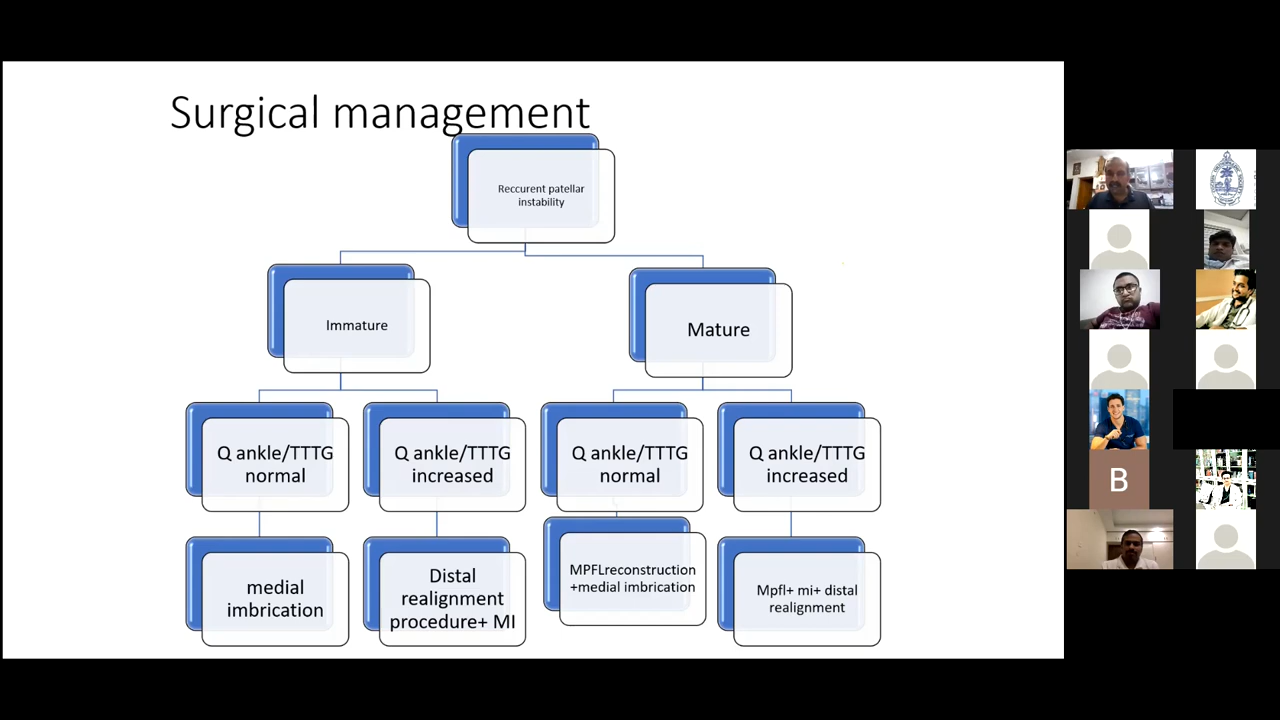 Surgical management
Reccurent patellar
instability
Immature
Mature
Q ankle/TTTG
normal
Q ankle/TTTG
increased
Q ankle/TTTG
normal
Q ankle/TTTG
increased
medial
imbrication
Distal
realignment
procedure+ MI
MPFLreconstruction
+medial imbrication
Mpfl+ mi+ distal
realignment
B